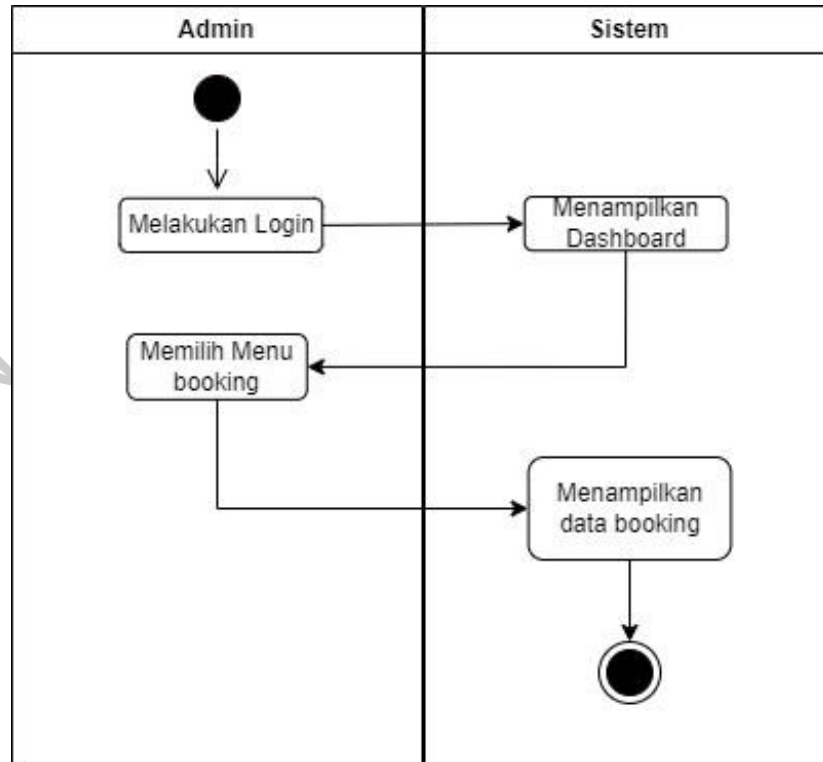 Admin
Sistem
Melakukan Login
Menampilkan
Dashboard
Memilih Menu
booking
Menampilkan
data booking